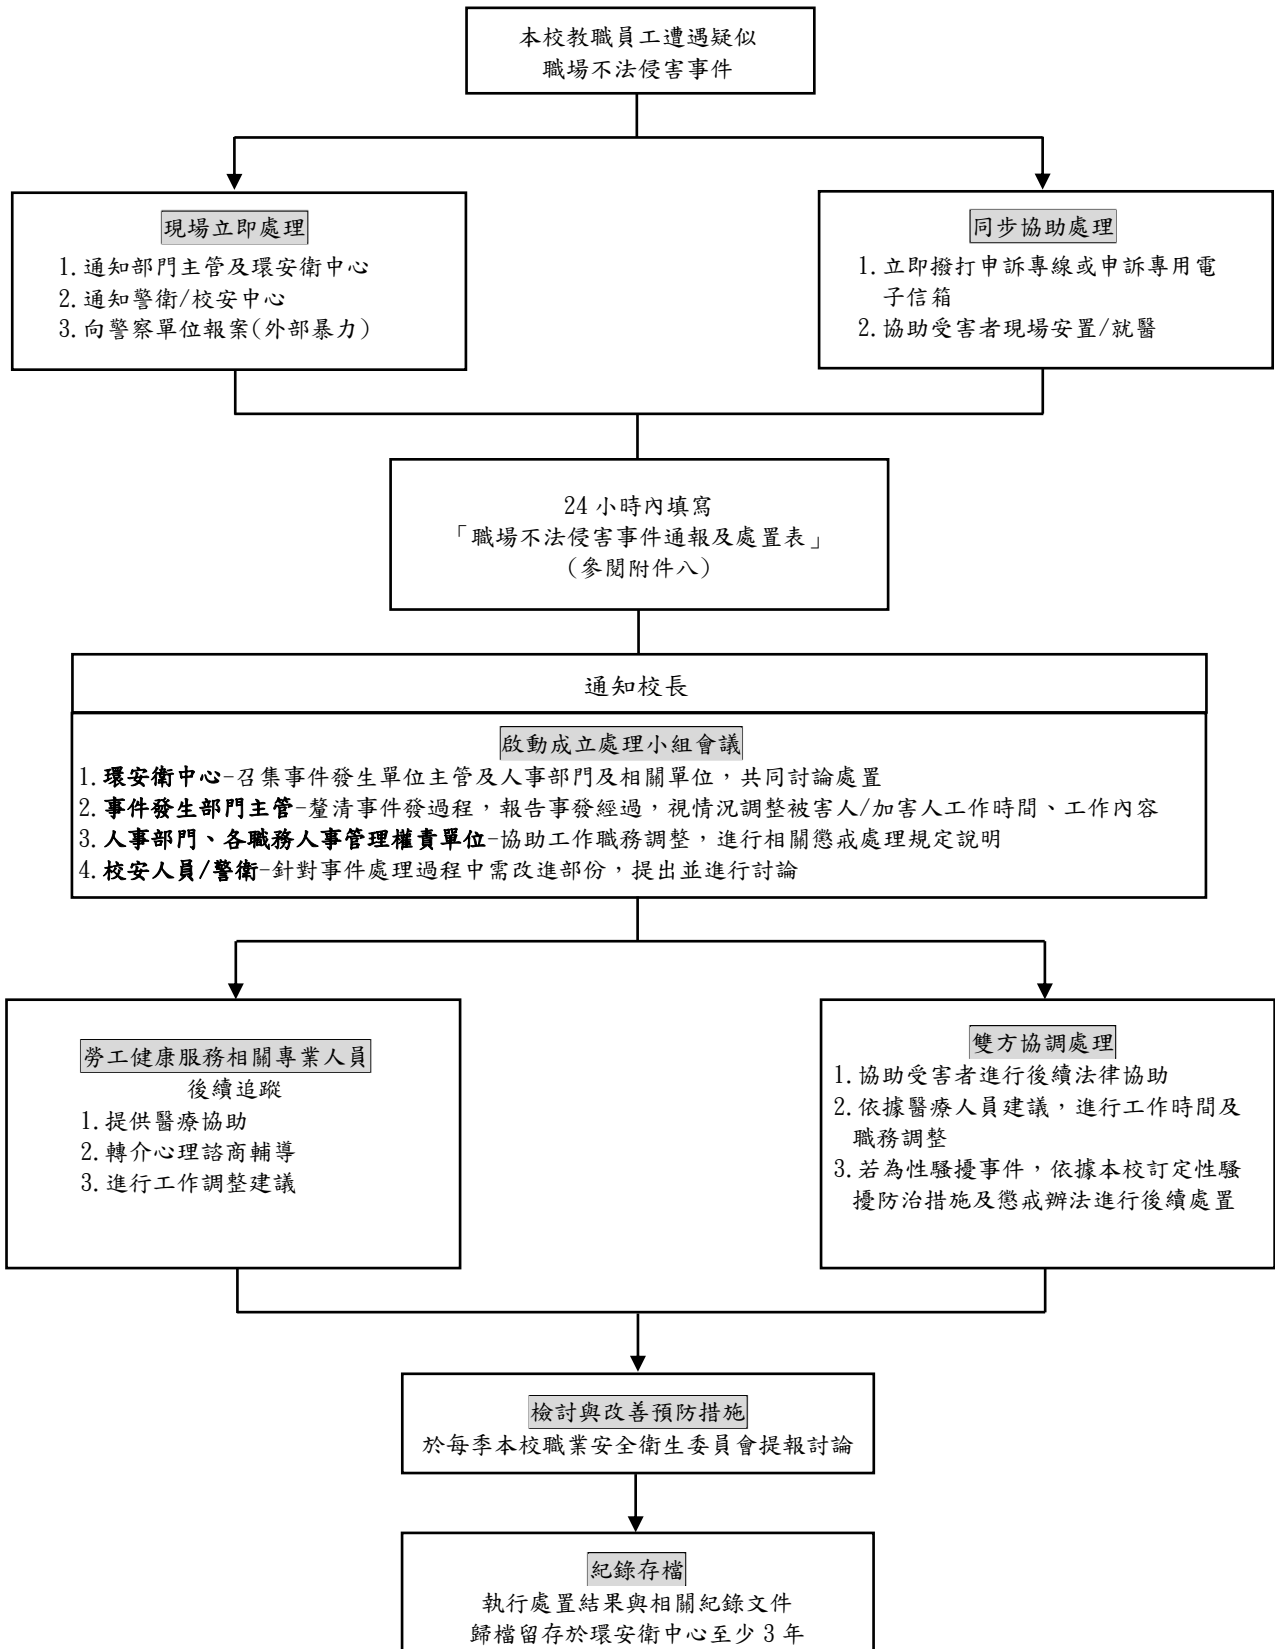 本校教職員工遭遇疑似
職場不法侵害事件
現場立即處理
1.通知部門主管及環安衛中心
2.通知警衛/校安中心
3.向警察單位報案(外部暴力)
同步協助處理
1.立即撥打申訴專線或申訴專用電
子信箱
2.協助受害者現場安置/就醫
24 小時內填寫
「職場不法侵害事件通報及處置表」
(參閱附件八)
通知校長
啟動成立處理小組會議
1.環安衛中心-召集事件發生單位主管及人事部門及相關單位，共同討論處置
2.事件發生部門主管-釐清事件發過程，報告事發經過，視情況調整被害人/加害人工作時間、工作內容
3.人事部門、各職務人事管理權責單位-協助工作職務調整，進行相關懲戒處理規定說明
4.校安人員/警衛-針對事件處理過程中需改進部份，提出並進行討論
勞工健康服務相關專業人員
後續追蹤
1.提供醫療協助
2.轉介心理諮商輔導
3.進行工作調整建議
雙方協調處理
1.協助受害者進行後續法律協助
2.依據醫療人員建議，進行工作時間及
職務調整
3.若為性騷擾事件，依據本校訂定性騷
擾防治措施及懲戒辦法進行後續處置
檢討與改善預防措施
於每季本校職業安全衛生委員會提報討論
紀錄存檔
執行處置結果與相關紀錄文件
歸檔留存於環安衛中心至少 3 年